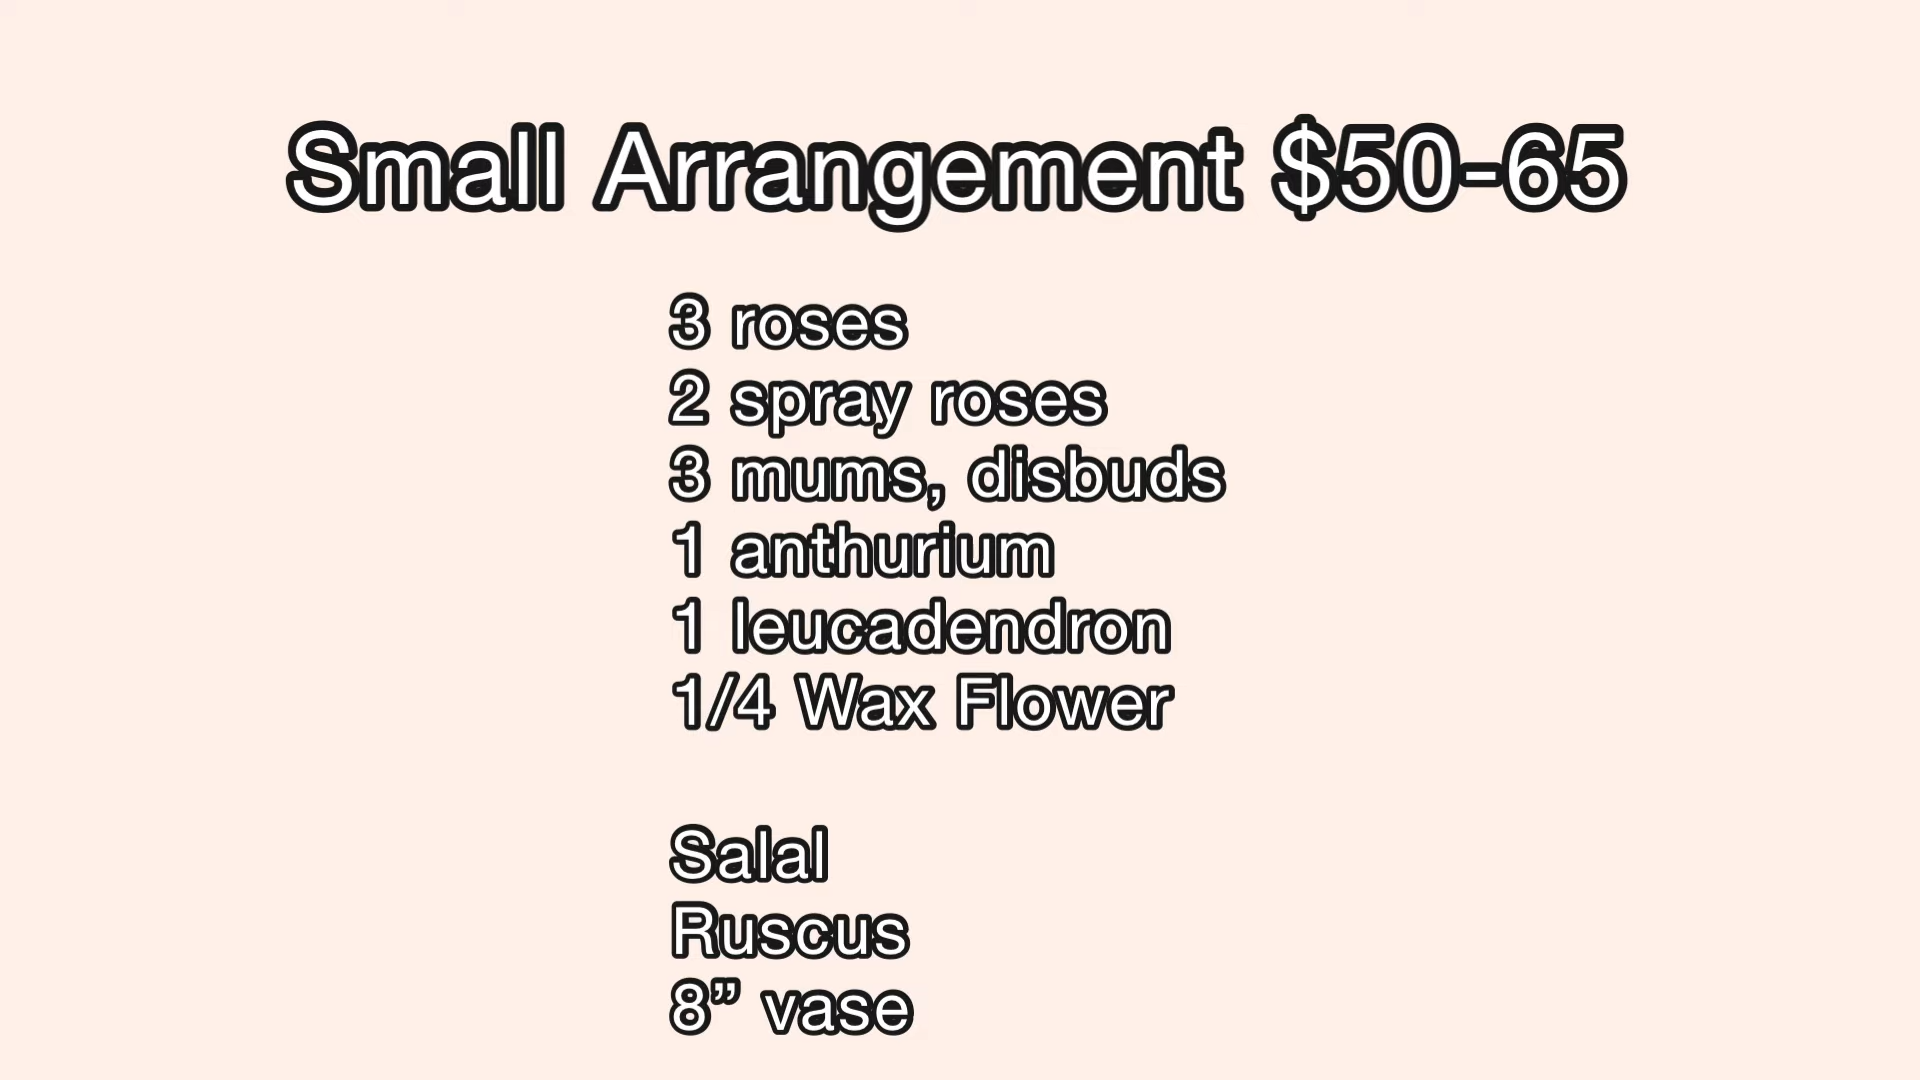 Small Arrangement $50-65
3 roses
2 spray roses
3 mums, disbuds
1 anthurium
1 leucadendron
1/4 Wax Flower
Salal
Ruscus
8” vase